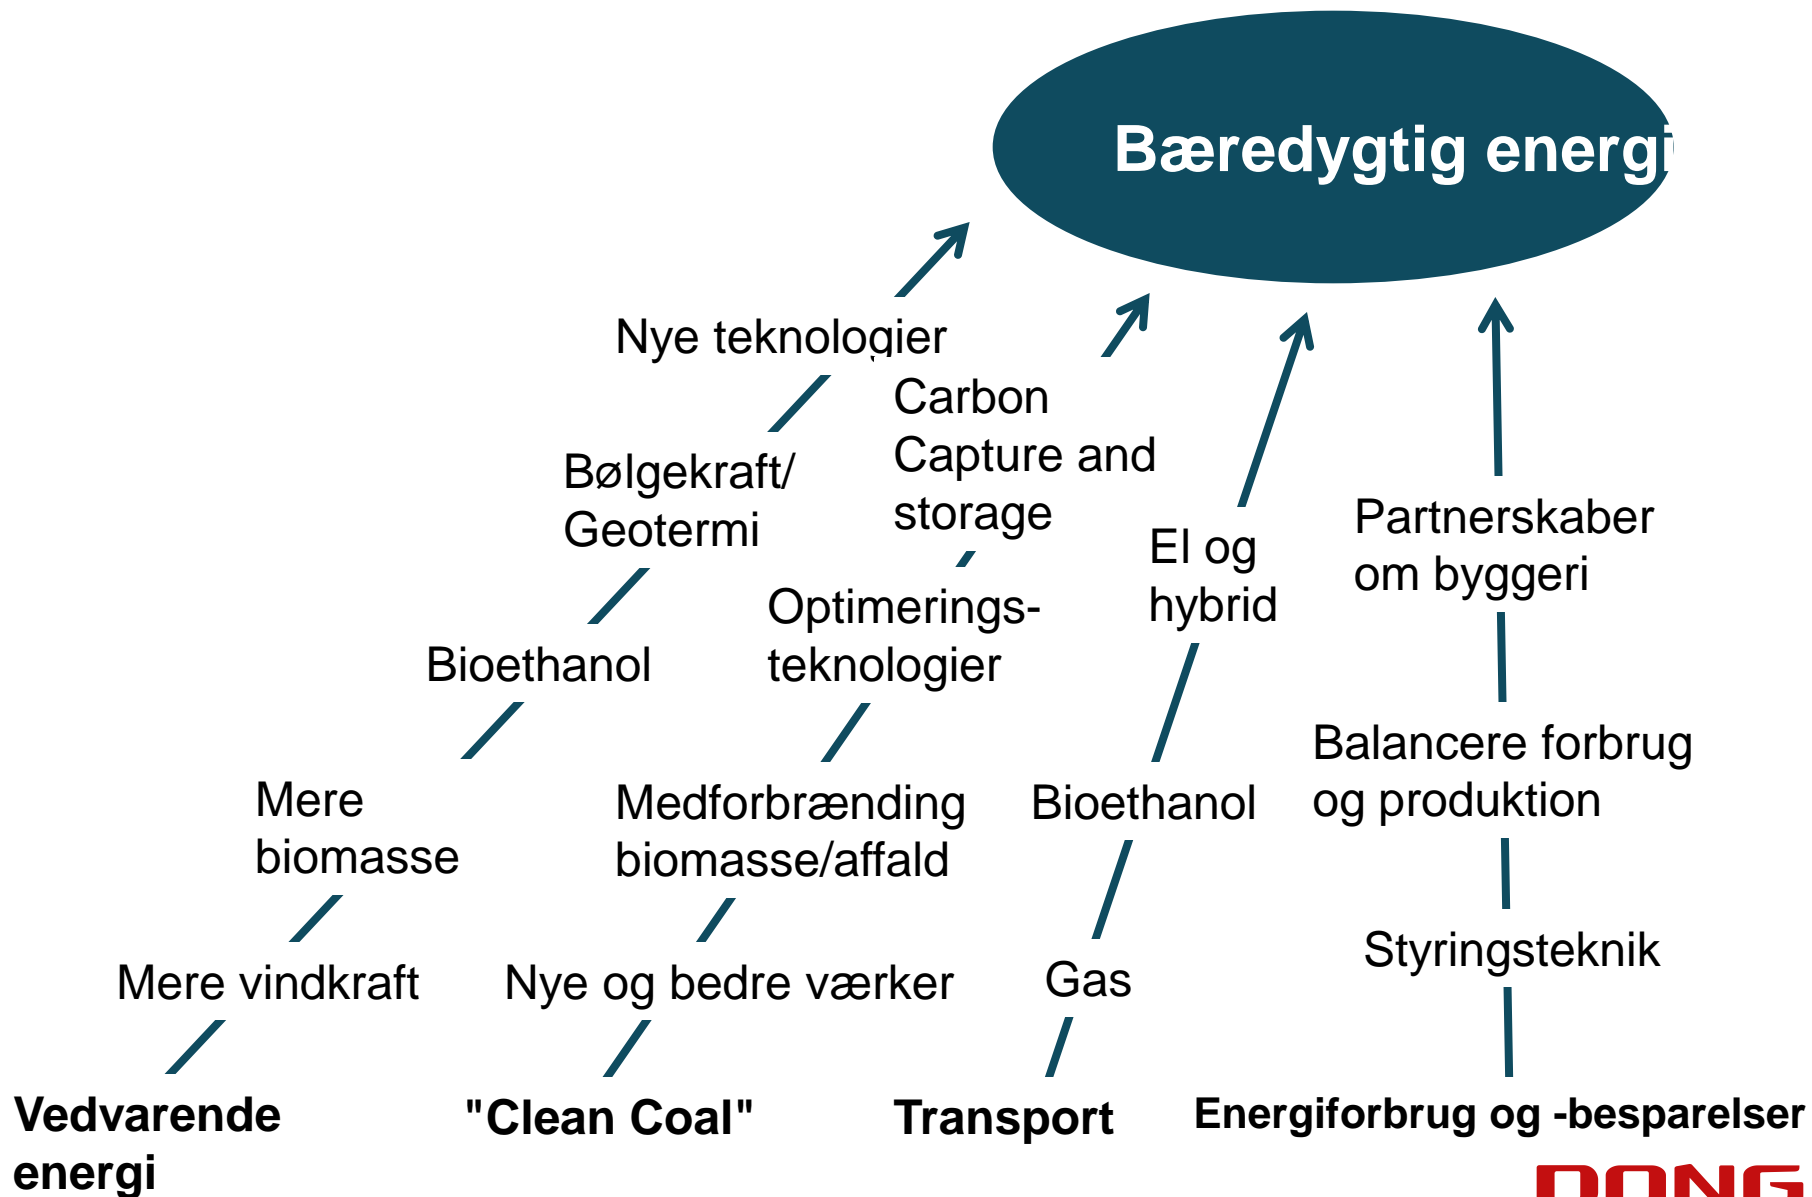 Bæredygtig energi
Nye teknologier
Bølgekraft/
Geotermi
Bioethanol
Mere
biomasse
Mere vindkraft
Vedvarende
energi
Carbon
Capture and
storage
Optimerings-
teknologier
Medforbrænding
biomasse/affald
Nye og bedre værker
"Clean Coal"
El og
hybrid
Bioethanol
Gas
Transport
Partnerskaber
om byggeri
Balancere forbrug
og produktion
Styringsteknik
Energiforbrug og -besparelser
DONG